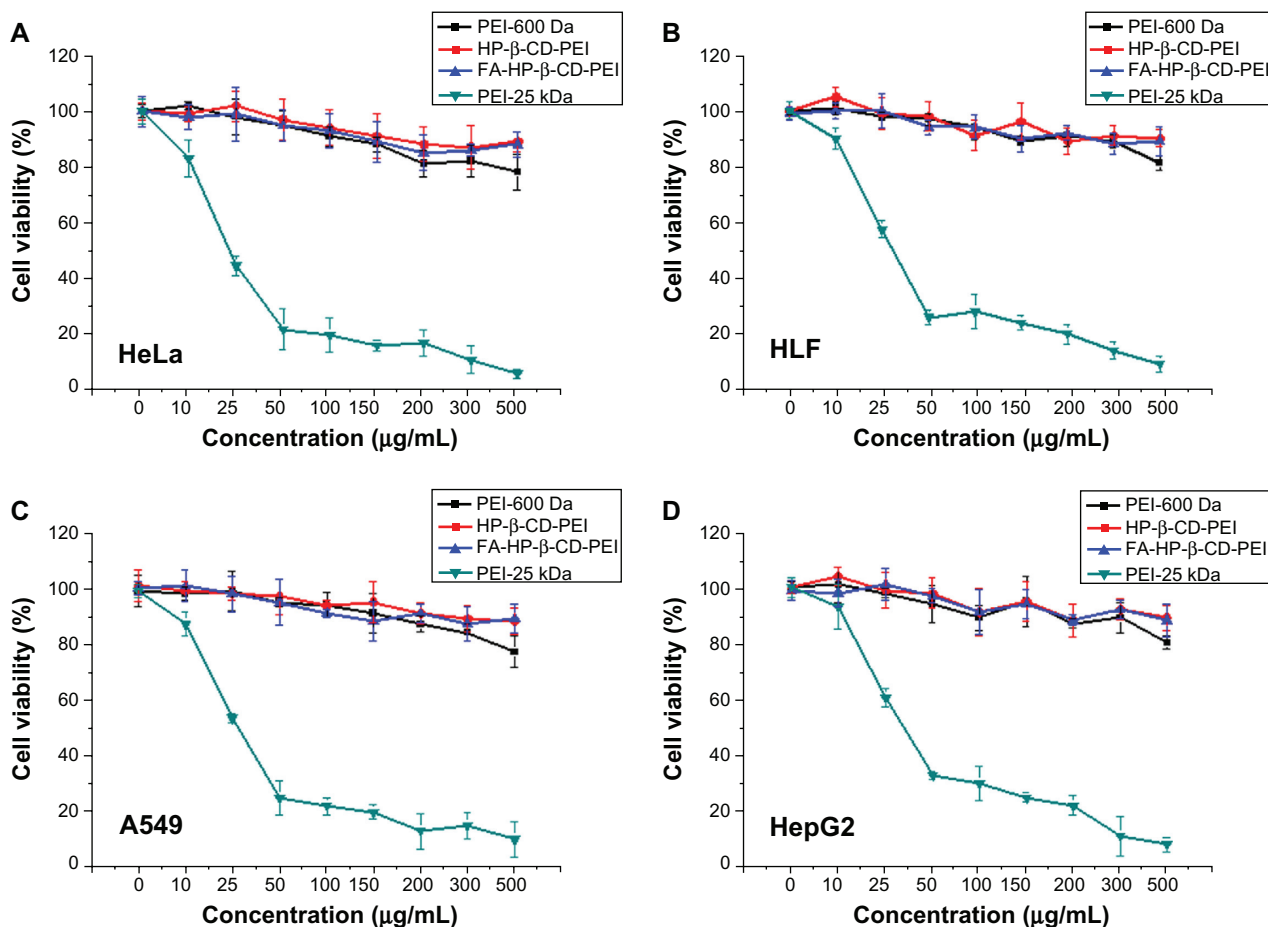 A
PEI-600 Da
HP-β-CD-PEI
FA-HP-β-CD-PEI
PEI-25 kDa
Cell viability (%)
120
100
80
60
40
20
0
HeLa
0 10 25 50 100 150 200 300 500
Concentration (μg/mL)
B
PEI-600 Da
HP-β-CD-PEI
FA-HP-β-CD-PEI
PEI-25 kDa
Cell viability (%)
120
100
80
60
40
20
0
HLF
0 10 25 50 100 150 200 300 500
Concentration (μg/mL)
C
PEI-600 Da
HP-β-CD-PEI
FA-HP-β-CD-PEI
PEI-25 kDa
Cell viability (%)
120
100
80
60
40
20
0
A549
0 10 25 50 100 150 200 300 500
Concentration (μg/mL)
D
PEI-600 Da
HP-β-CD-PEI
FA-HP-β-CD-PEI
PEI-25 kDa
Cell viability (%)
120
100
80
60
40
20
0
HepG2
0 10 25 50 100 150 200 300 500
Concentration (μg/mL)